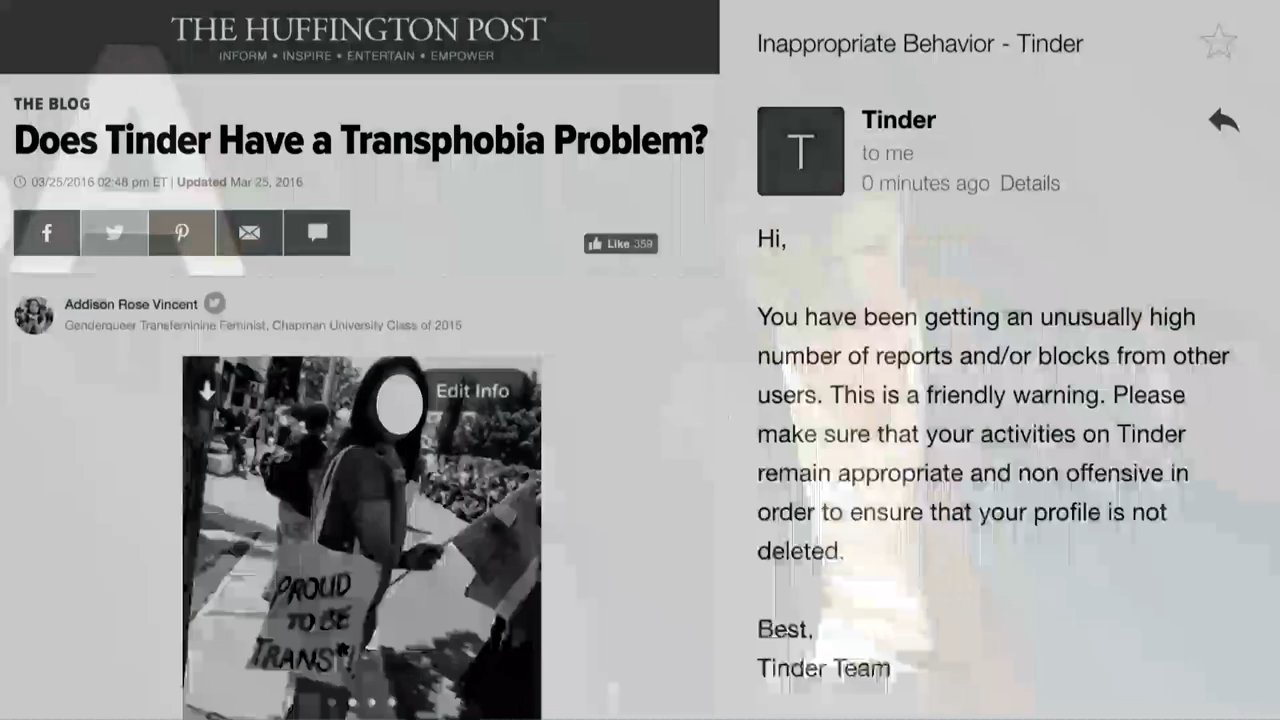 THE HUFFINGTON POST
INFORM • INSPIRE • ENTERTAIN • EMPOWER
THE BLOG
Does Tinder Have a Transphobia Problem?
03/25/2016 02:48 pm ET | Updated Mar 25, 2016
Like 359
Addison Rose Vincent
Genderqueer Transfeminine Feminist, Chapman University Class of 2015
Edit Info
PROUD
TO BE
TRANS*!
Inappropriate Behavior - Tinder
T
Tinder
to me
0 minutes ago Details
Hi,
You have been getting an unusually high
number of reports and/or blocks from other
users. This is a friendly warning. Please
make sure that your activities on Tinder
remain appropriate and non offensive in
order to ensure that your profile is not
deleted.
Best,
Tinder Team